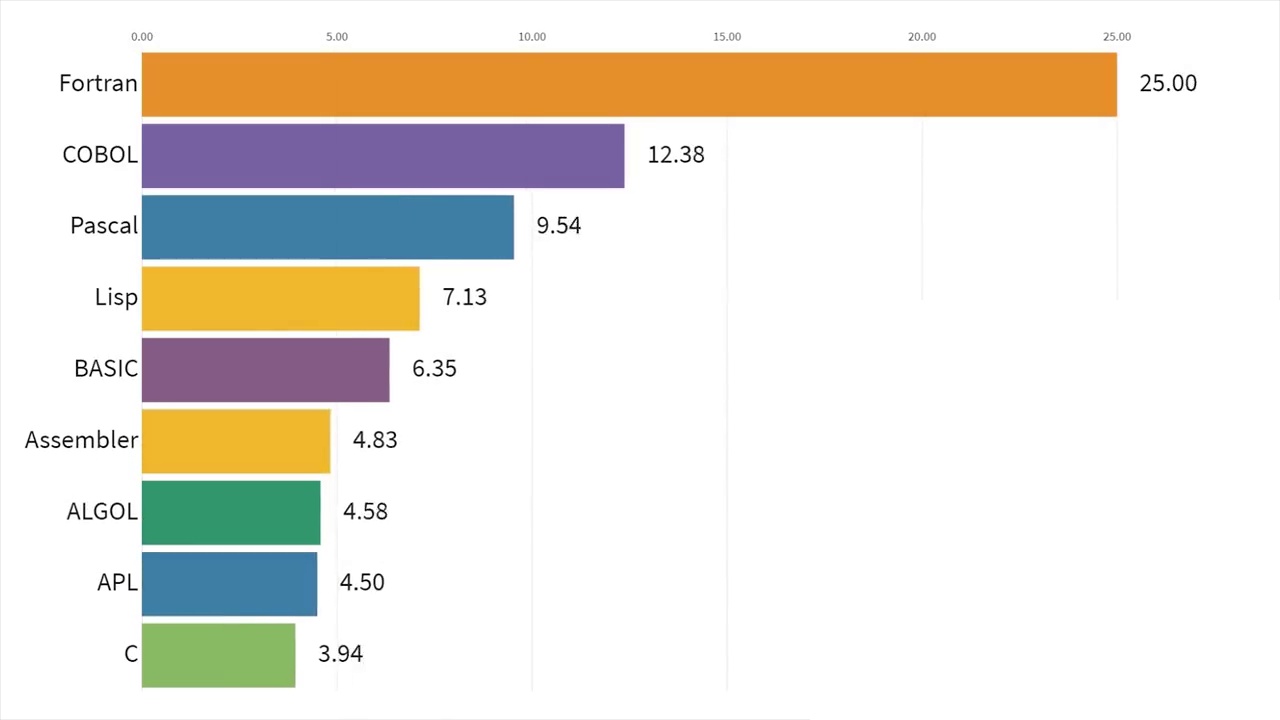 0.00 5.00 10.00 15.00 20.00 25.00
Fortran 25.00
COBOL 12.38
Pascal 9.54
Lisp 7.13
BASIC 6.35
Assembler 4.83
ALGOL 4.58
APL 4.50
C 3.94